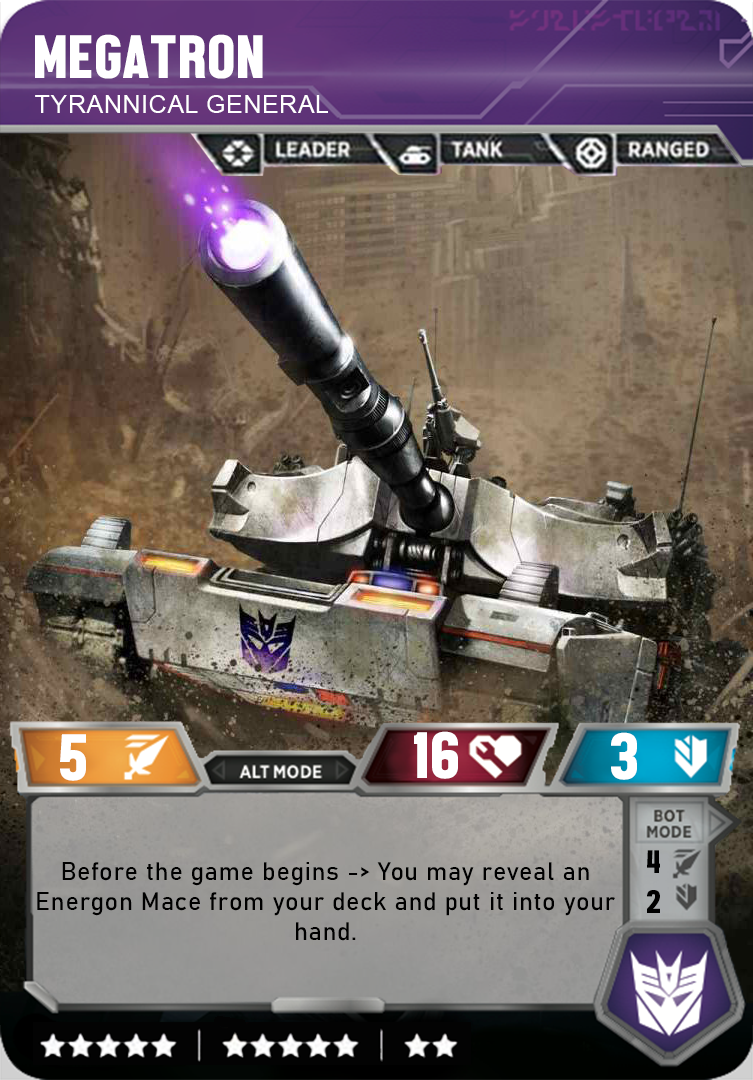 MEGATRON
TYRANNICAL GENERAL
LEADER TANK RANGED
5 ALT MODE 16 3
BOT
MODE
4
2
Before the game begins -> You may reveal an
Energon Mace from your deck and put it into your
hand.